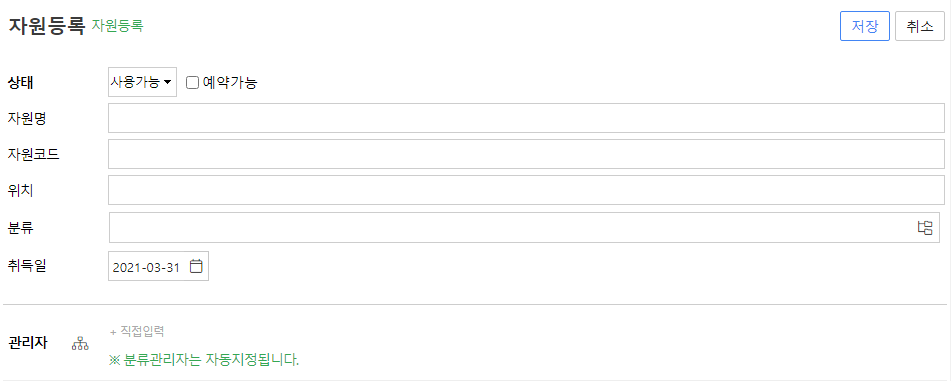 자원등록 자원등록 저장 취소
상태 사용가능 예약가능
자원명
자원코드
위치
분류
취득일 2021-03-31
관리자 + 직접입력
※ 분류관리자는 자동지정됩니다.